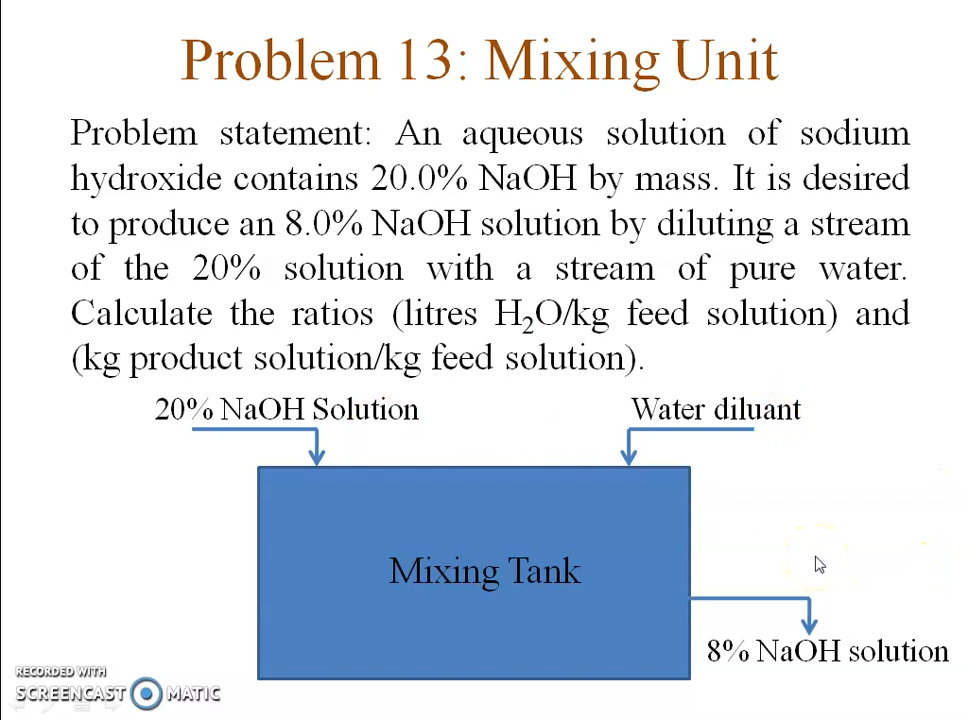 Problem 13: Mixing Unit
Problem statement: An aqueous solution of sodium
hydroxide contains 20.0% NaOH by mass. It is desired
to produce an 8.0% NaOH solution by diluting a stream
of the 20% solution with a stream of pure water.
Calculate the ratios (litres H₂O/kg feed solution) and
(kg product solution/kg feed solution).
20% NaOH Solution
Water diluant
Mixing Tank
8% NaOH solution
RECORDED WITH
SCREENCAST MATIC